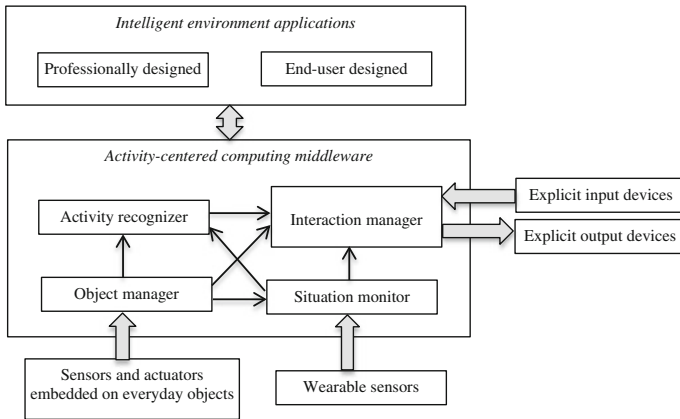 Intelligent environment applications
Professionally designed
End-user designed
Activity-centered computing middleware
Activity recognizer
Interaction manager
Explicit input devices
Explicit output devices
Object manager
Situation monitor
Sensors and actuators
embedded on everyday objects
Wearable sensors